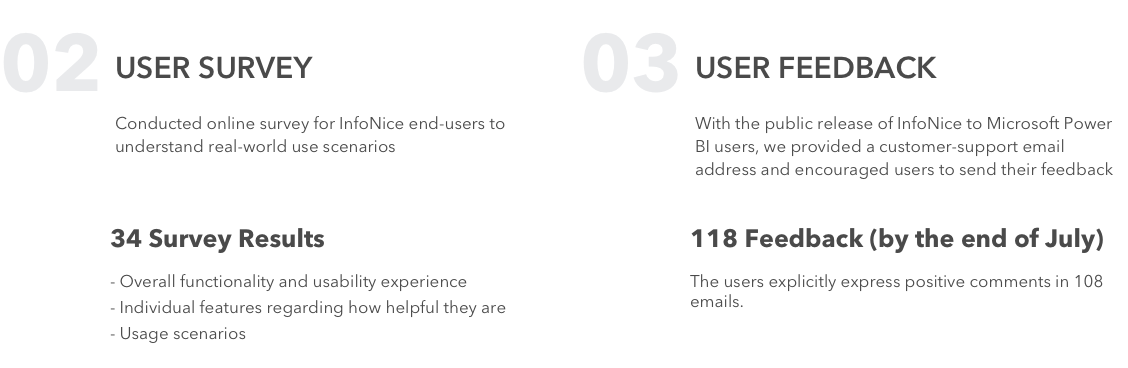 02 USER SURVEY
Conducted online survey for InfoNice end-users to
understand real-world use scenarios
34 Survey Results
- Overall functionality and usability experience
- Individual features regarding how helpful they are
- Usage scenarios
03 USER FEEDBACK
With the public release of InfoNice to Microsoft Power
BI users, we provided a customer-support email
address and encouraged users to send their feedback
118 Feedback (by the end of July)
The users explicitly express positive comments in 108
emails.